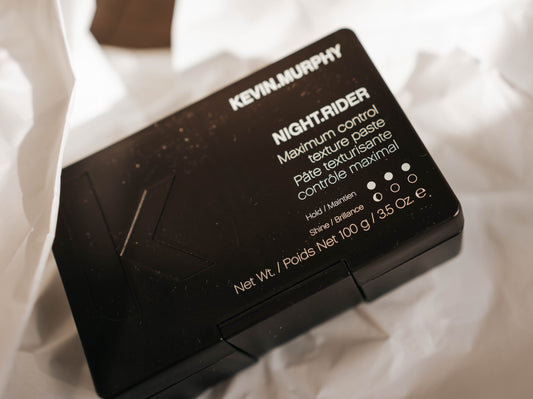 KEVIN.MURPHY
NIGHT.RIDER
Maximum control
texture paste
Pâte texturisante
contrôle maximal
Hold / Maintien
Shine / Brillance
Net Wt. / Poids Net 100 g / 3.5 Oz ℮